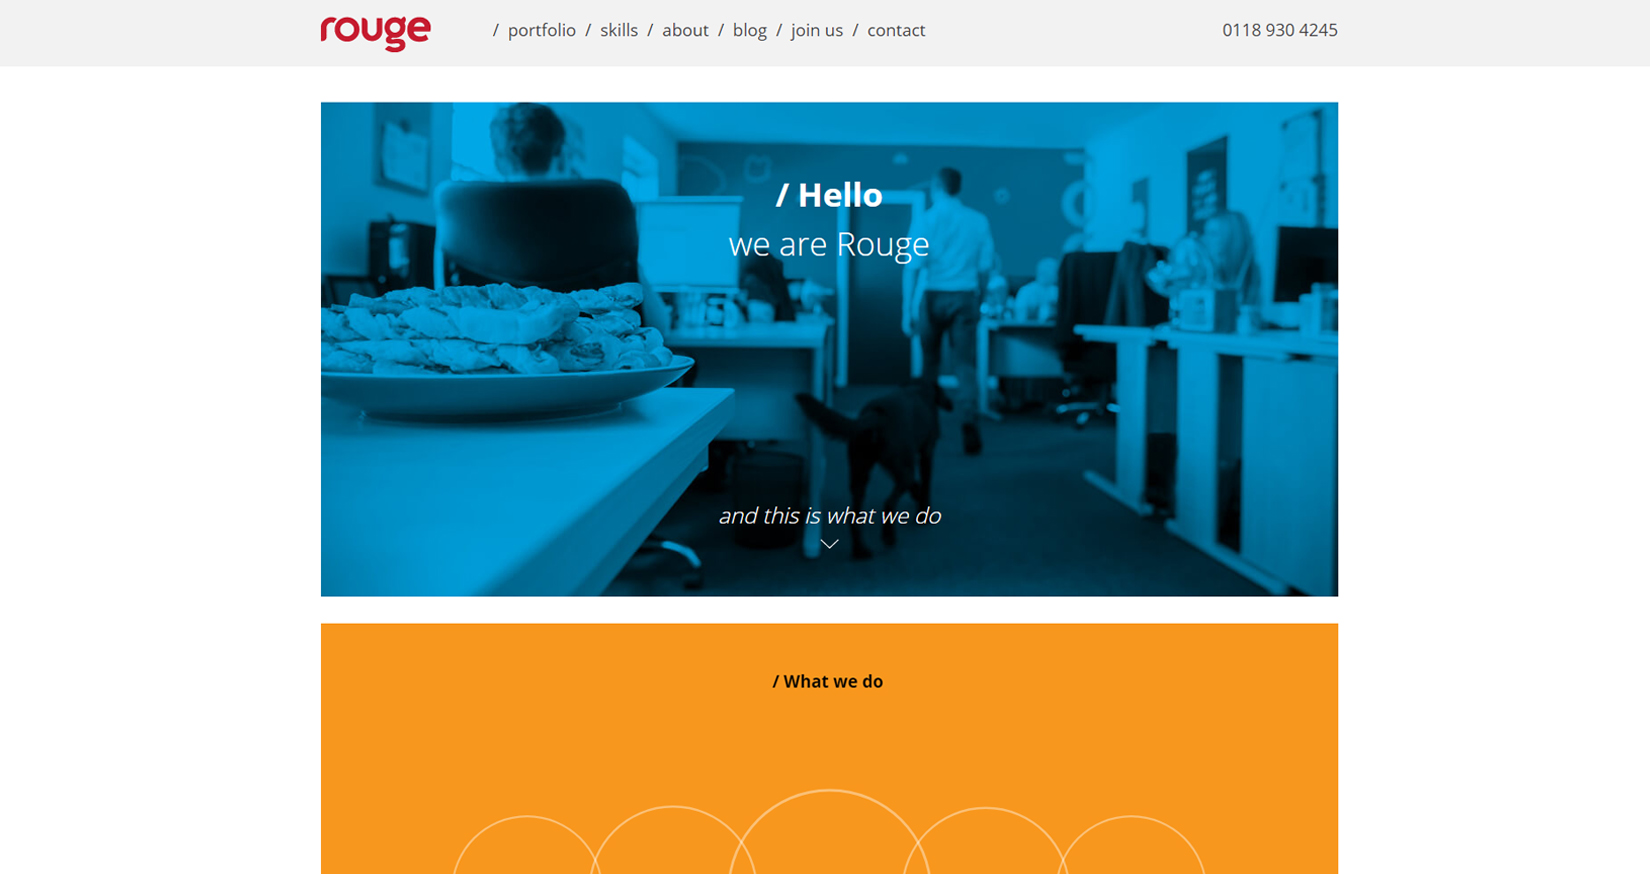 rouge / portfolio / skills / about / blog / join us / contact 0118 930 4245
/ Hello
we are Rouge
and this is what we do
/ What we do